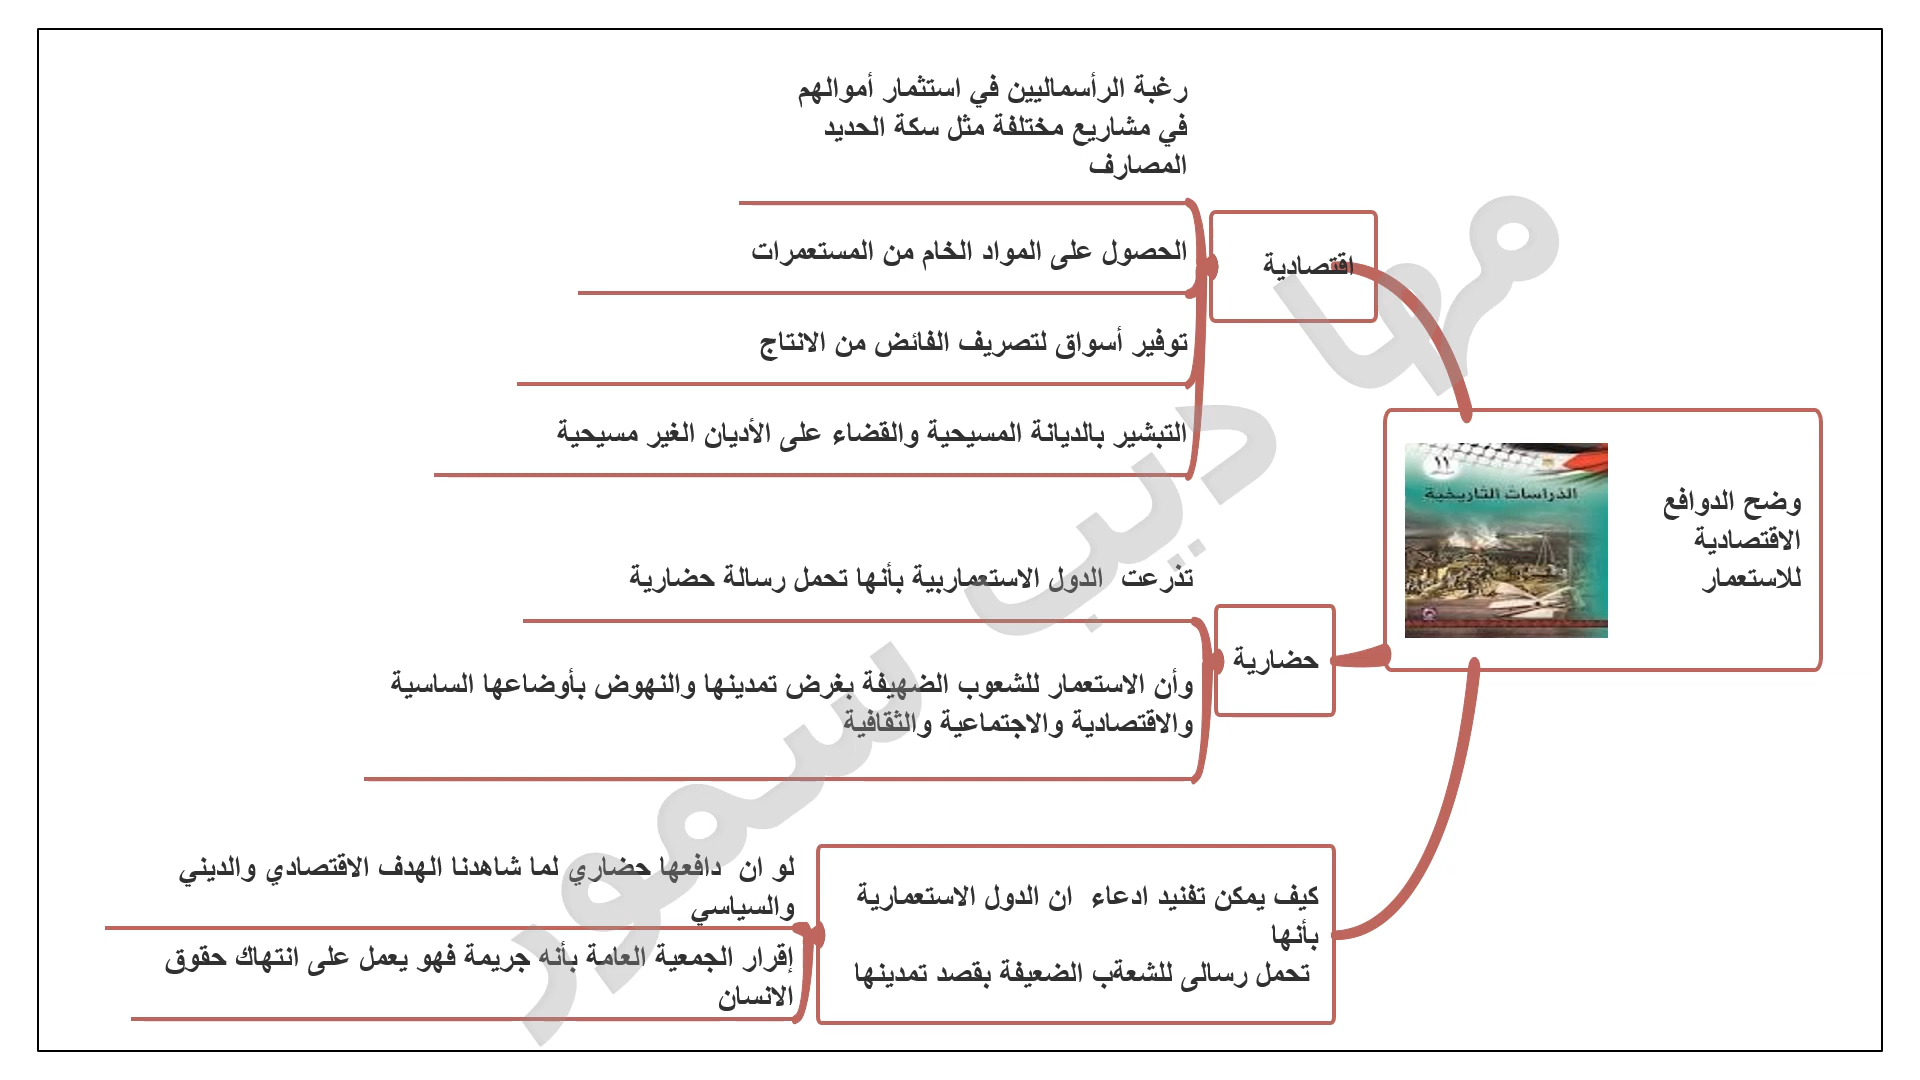 وضح الدوافع
الاقتصادية
للاستعمار
١١
الدراسات التاريخية
اقتصادية
رغبة الرأسماليين في استثمار أموالهم
في مشاريع مختلفة مثل سكة الحديد
المصارف
الحصول على المواد الخام من المستعمرات
توفير أسواق لتصريف الفائض من الانتاج
التبشير بالديانة المسيحية والقضاء على الأديان الغير مسيحية
حضارية
تذرعت الدول الاستعماربية بأنها تحمل رسالة حضارية
وأن الاستعمار للشعوب الضهيفة بغرض تمدينها والنهوض بأوضاعها الساسية
والاقتصادية والاجتماعية والثقافية
كيف يمكن تفنيد ادعاء ان الدول الاستعمارية
بأنها
تحمل رسالى للشعةب الضعيفة بقصد تمدينها
لو ان دافعها حضاري لما شاهدنا الهدف الاقتصادي والديني
والسياسي
إقرار الجمعية العامة بأنه جريمة فهو يعمل على انتهاك حقوق
الانسان
مها ديب سمور